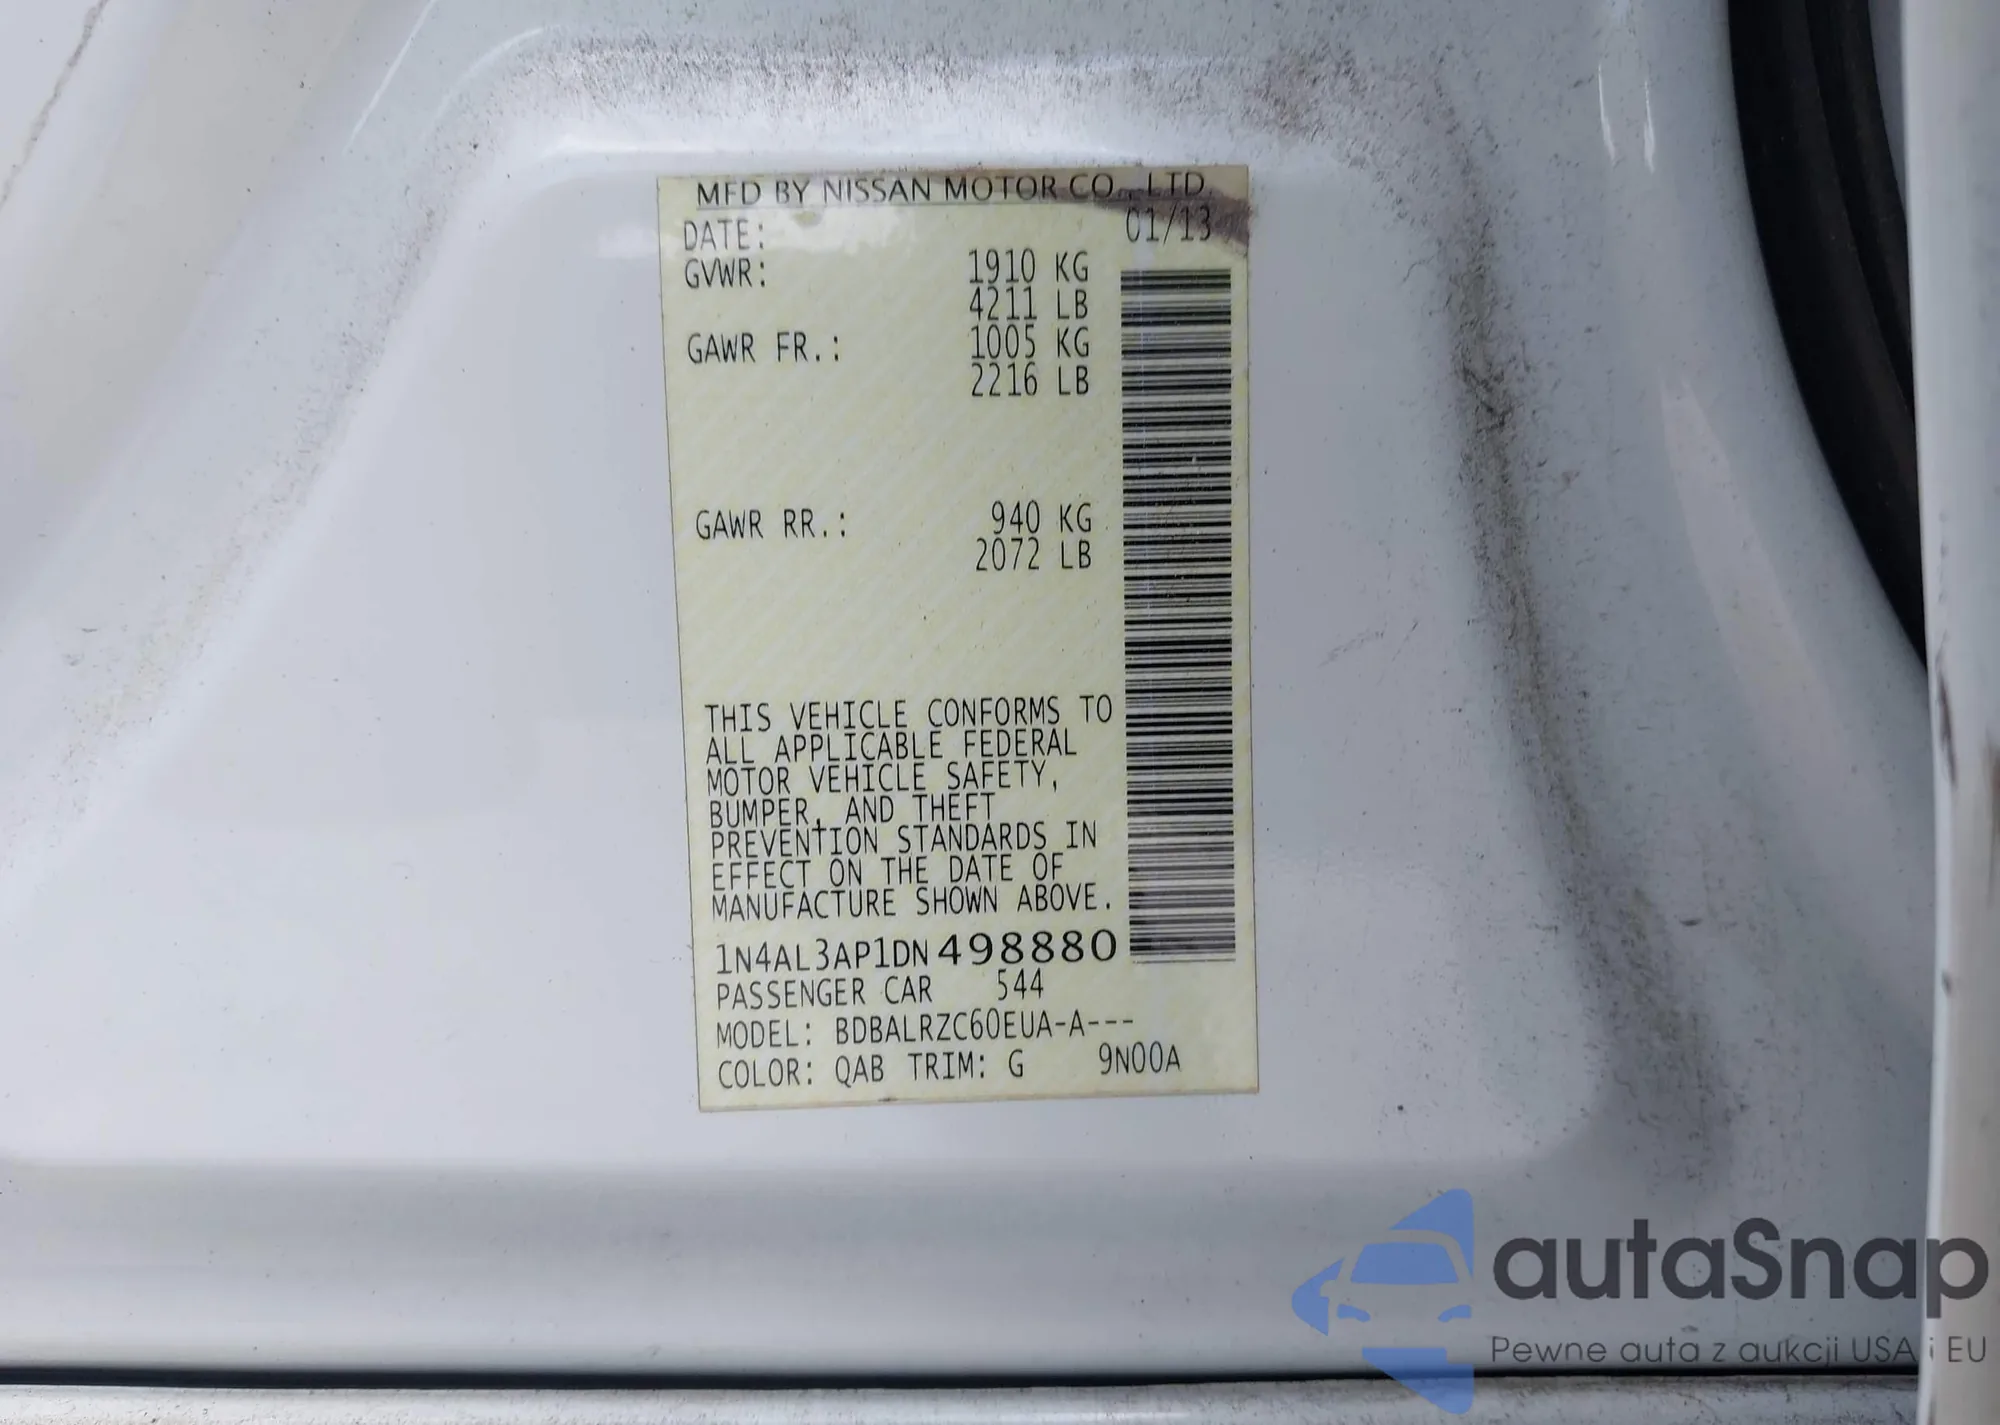 MFD BY NISSAN MOTOR CO., LTD.
DATE: 01/13
GVWR: 1910 KG
4211 LB
GAWR FR.: 1005 KG
2216 LB
GAWR RR.: 940 KG
2072 LB
THIS VEHICLE CONFORMS TO
ALL APPLICABLE FEDERAL
MOTOR VEHICLE SAFETY,
BUMPER, AND THEFT
PREVENTION STANDARDS IN
EFFECT ON THE DATE OF
MANUFACTURE SHOWN ABOVE.
1N4AL3AP1DN498880
PASSENGER CAR 544
MODEL: BDBALRZC60EUA-A---
COLOR: QAB TRIM: G 9N00A
autaSnap
Pewne auta z aukcji USA i EU